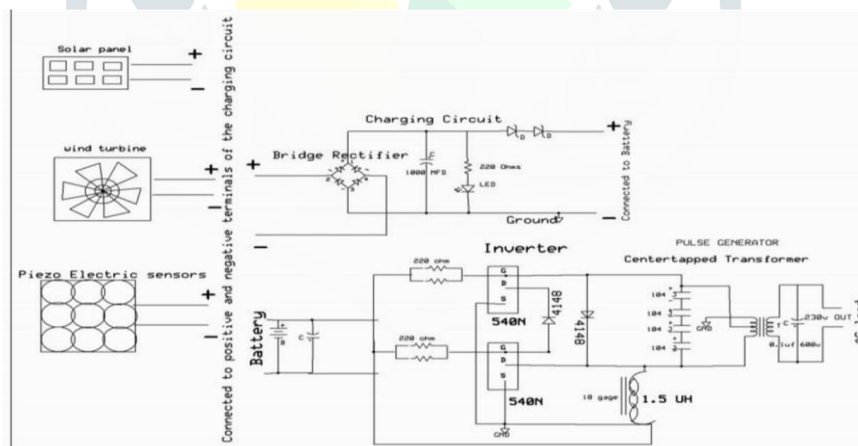 Solar panel
+
−
wind turbine
+
−
Piezo Electric sensors
+
−
Connected to positive and negative terminals of the charging circuit
Charging Circuit
Bridge Rectifier
+
−
1000 MFD
C
220 Ohms
LED
D
D
+
−
Ground
Connected to Battery
Inverter
PULSE GENERATOR
Centertapped Transformer
220 ohm
220 ohm
G
D
S
540N
G
D
S
540N
4148
4148
104
104
104
104
GND
T
C
230v OUT
0.1uf 600v
Battery
B
C
18 gage
1.5 UH
GND